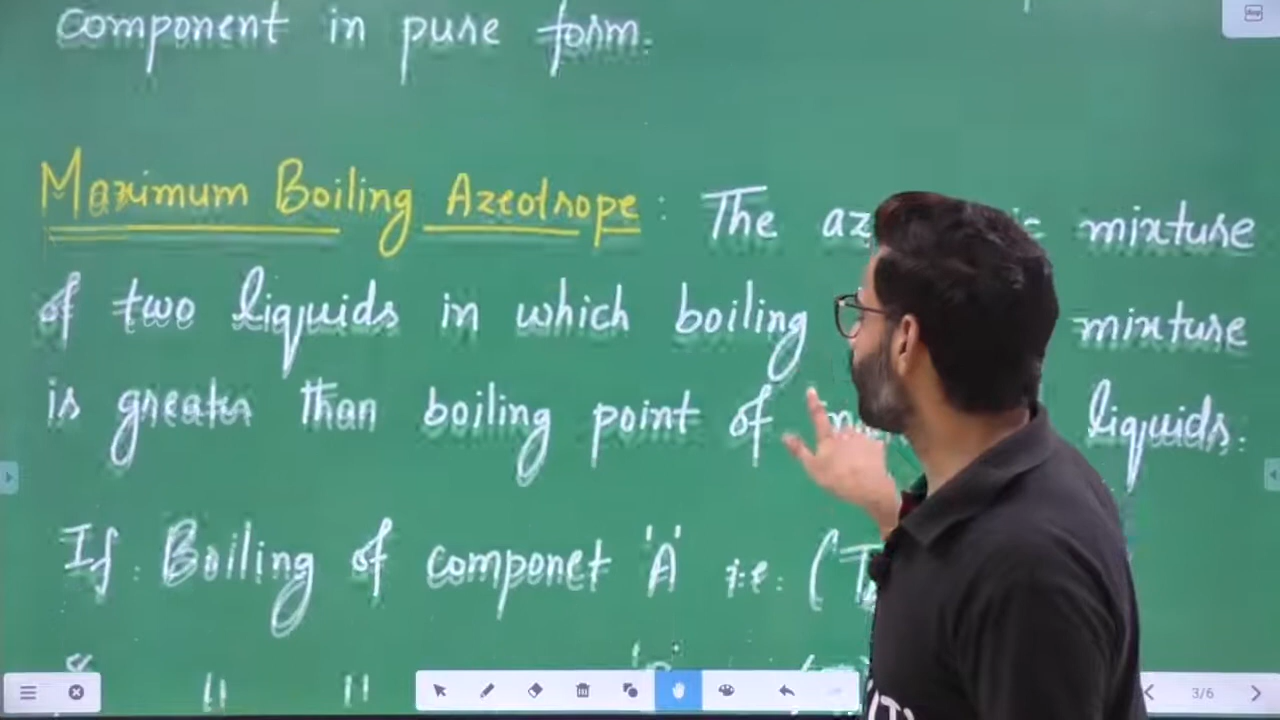 component in pure form.
Maximum Boiling Azeotrope : The az mixture
of two liquids in which boiling mixture
is greater than boiling point of liquids.
If Boiling of componet 'A' i.e. (T
" "
3/6